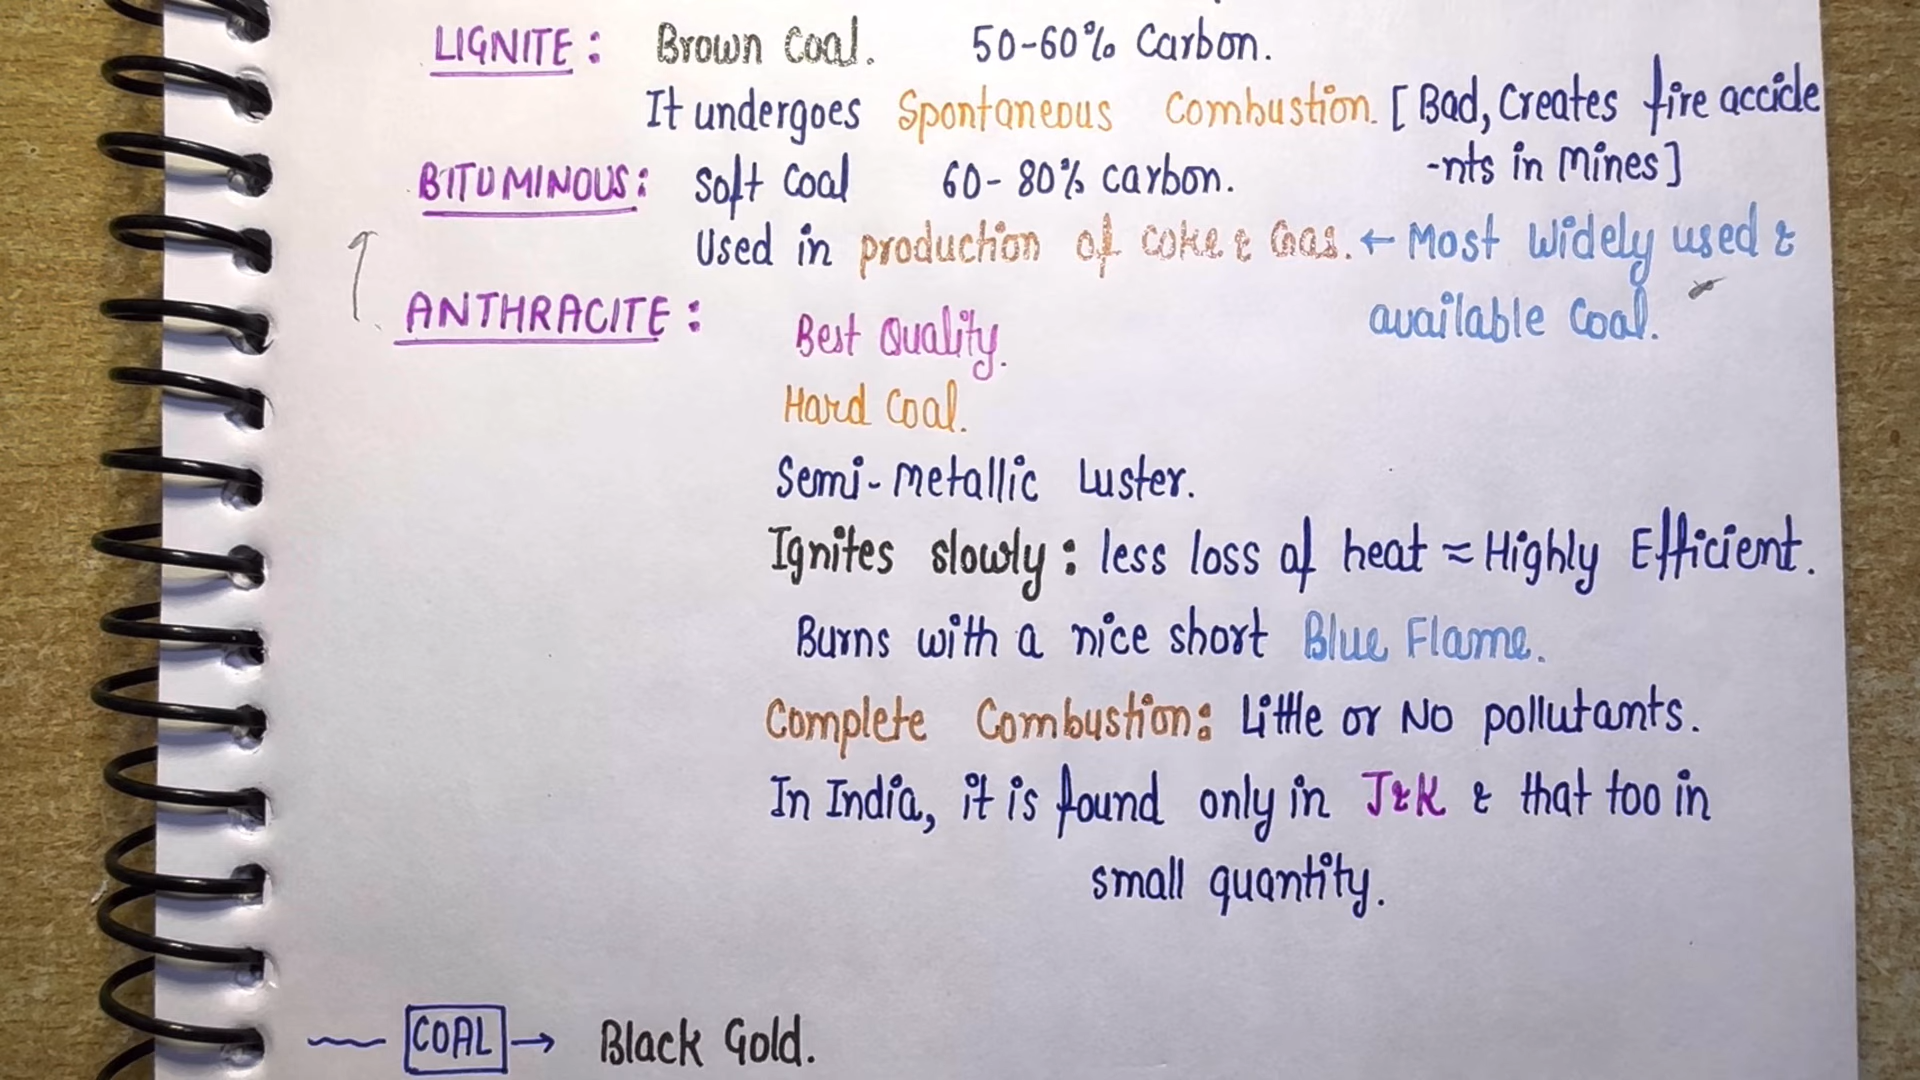 LIGNITE: Brown Coal. 50-60% Carbon.
It undergoes Spontaneous Combustion. [Bad, Creates fire accide
-nts in Mines]
BITUMINOUS: Soft Coal 60-80% carbon.
Used in production of coke & Gas. ← Most widely used &
available Coal.
ANTHRACITE:
Best Quality.
Hard Coal.
Semi-Metallic Luster.
Ignites slowly: less loss of heat ≈ Highly Efficient.
Burns with a nice short Blue Flame.
Complete Combustion: Little or No pollutants.
In India, it is found only in J&K & that too in
small quantity.
COAL → Black Gold.